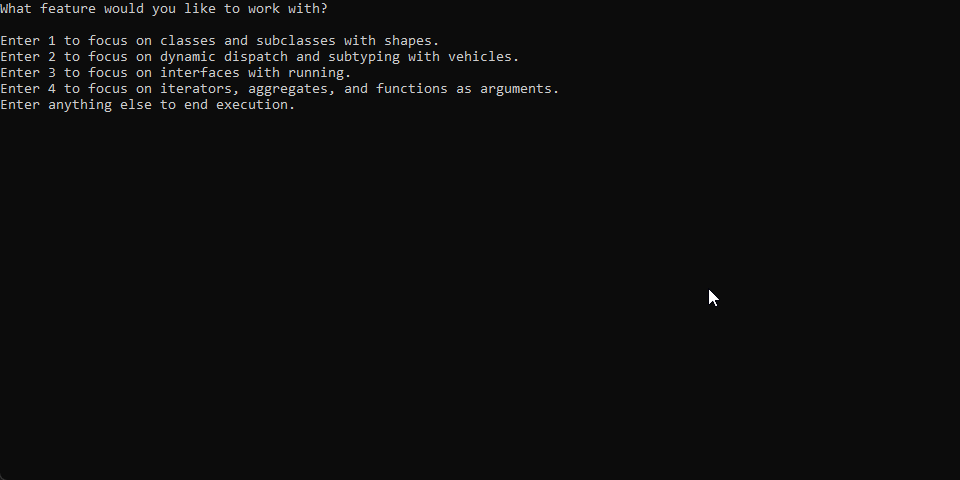 What feature would you like to work with?
Enter 1 to focus on classes and subclasses with shapes.
Enter 2 to focus on dynamic dispatch and subtyping with vehicles.
Enter 3 to focus on interfaces with running.
Enter 4 to focus on iterators, aggregates, and functions as arguments.
Enter anything else to end execution.